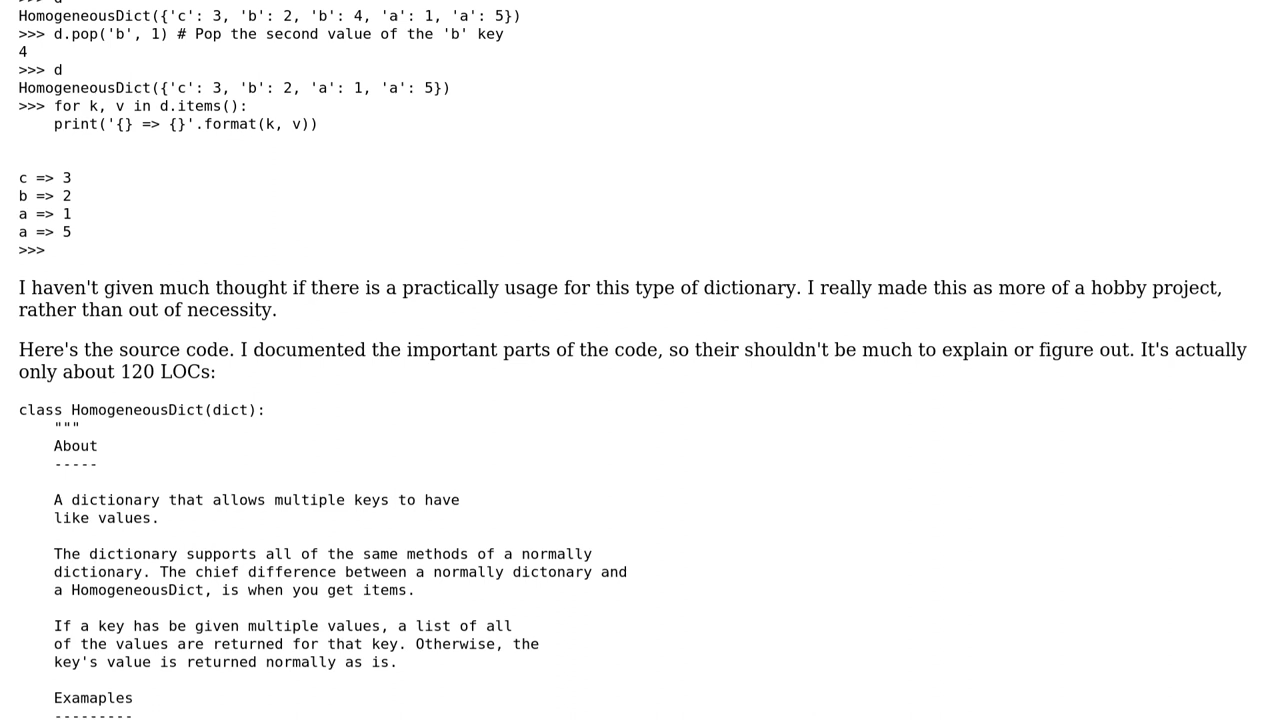 HomogeneousDict({'c': 3, 'b': 2, 'b': 4, 'a': 1, 'a': 5})
>>> d.pop('b', 1) # Pop the second value of the 'b' key
4
>>> d
HomogeneousDict({'c': 3, 'b': 2, 'a': 1, 'a': 5})
>>> for k, v in d.items():
    print('{} => {}'.format(k, v))
c => 3
b => 2
a => 1
a => 5
>>>
I haven't given much thought if there is a practically usage for this type of dictionary. I really made this as more of a hobby project,
rather than out of necessity.
Here's the source code. I documented the important parts of the code, so their shouldn't be much to explain or figure out. It's actually
only about 120 LOCs:
class HomogeneousDict(dict):
    """
    About
    -----
    A dictionary that allows multiple keys to have
    like values.
    The dictionary supports all of the same methods of a normally
    dictionary. The chief difference between a normally dictonary and
    a HomogeneousDict, is when you get items.
    If a key has be given multiple values, a list of all
    of the values are returned for that key. Otherwise, the
    key's value is returned normally as is.
    Examaples
    ---------